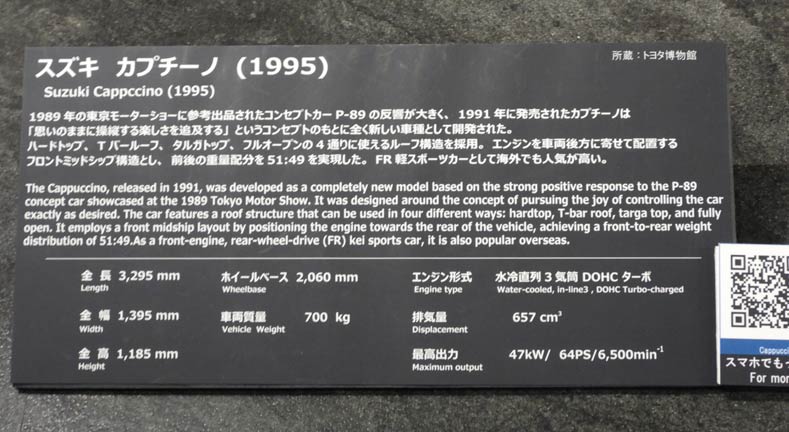 スズキ カプチーノ (1995)
所蔵：トヨタ博物館
Suzuki Cappccino (1995)
1989年の東京モーターショーに参考出品されたコンセプトカーP-89の反響が大きく、1991年に発売されたカプチーノは
「思いのままに操縦する楽しさを追及する」というコンセプトのもとに全く新しい車種として開発された。
ハードトップ、Tバールーフ、タルガトップ、フルオープンの4通りに使えるルーフ構造を採用。エンジンを車両後方に寄せて配置する
フロントミッドシップ構造とし、前後の重量配分を51:49を実現した。FR軽スポーツカーとして海外でも人気が高い。
The Cappuccino, released in 1991, was developed as a completely new model based on the strong positive response to the P-89
concept car showcased at the 1989 Tokyo Motor Show. It was designed around the concept of pursuing the joy of controlling the car
exactly as desired. The car features a roof structure that can be used in four different ways: hardtop, T-bar roof, targa top, and fully
open. It employs a front midship layout by positioning the engine towards the rear of the vehicle, achieving a front-to-rear weight
distribution of 51:49.As a front-engine, rear-wheel-drive (FR) kei sports car, it is also popular overseas.
全 長 3,295 mm
Length
ホイールベース 2,060 mm
Wheelbase
エンジン形式 水冷直列3気筒 DOHC ターボ
Engine type Water-cooled, in-line3 , DOHC Turbo-charged
全 幅 1,395 mm
Width
車両質量 700 kg
Vehicle Weight
排気量 657 cm³
Displacement
全 高 1,185 mm
Height
最高出力 47kW/ 64PS/6,500min⁻¹
Maximum output
Cappucci
スマホでも
For mor